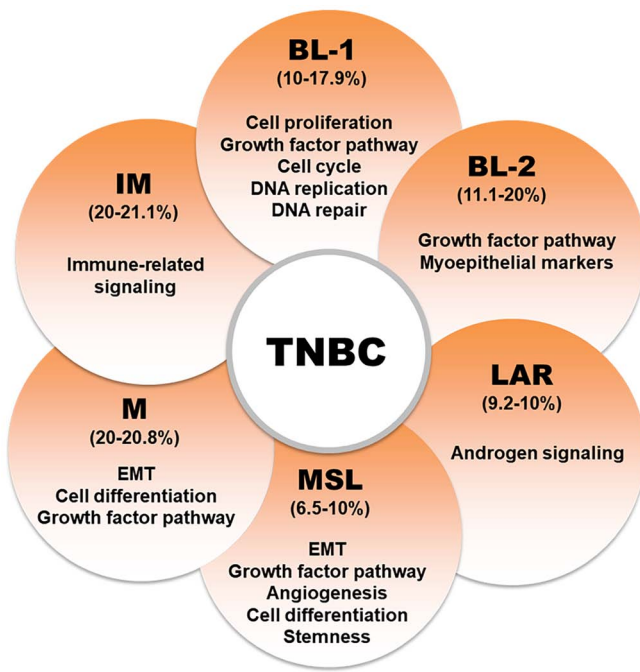 BL-1
(10-17.9%)
Cell proliferation
Growth factor pathway
Cell cycle
DNA replication
DNA repair
BL-2
(11.1-20%)
Growth factor pathway
Myoepithelial markers
IM
(20-21.1%)
Immune-related
signaling
TNBC
LAR
(9.2-10%)
Androgen signaling
M
(20-20.8%)
EMT
Cell differentiation
Growth factor pathway
MSL
(6.5-10%)
EMT
Growth factor pathway
Angiogenesis
Cell differentiation
Stemness